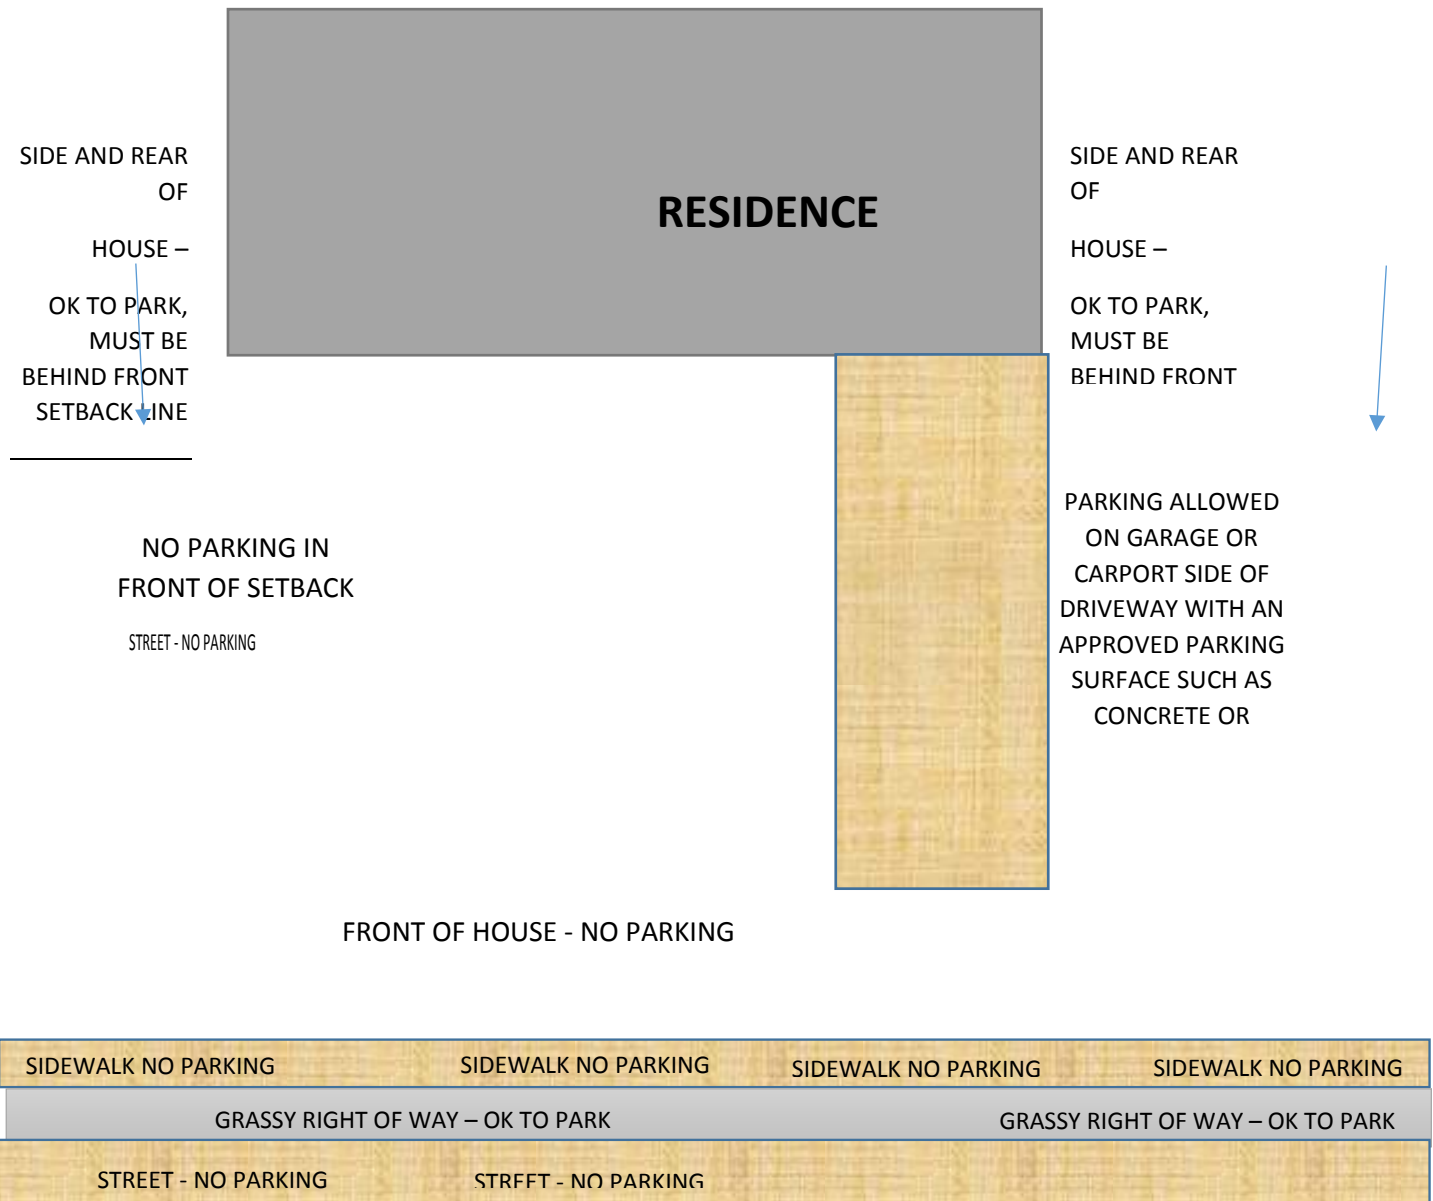 SIDE AND REAR
OF
HOUSE –
OK TO PARK,
MUST BE
BEHIND FRONT
SETBACK LINE
RESIDENCE
SIDE AND REAR
OF
HOUSE –
OK TO PARK,
MUST BE
BEHIND FRONT
NO PARKING IN
FRONT OF SETBACK
STREET - NO PARKING
PARKING ALLOWED
ON GARAGE OR
CARPORT SIDE OF
DRIVEWAY WITH AN
APPROVED PARKING
SURFACE SUCH AS
CONCRETE OR
FRONT OF HOUSE - NO PARKING
SIDEWALK NO PARKING SIDEWALK NO PARKING SIDEWALK NO PARKING SIDEWALK NO PARKING
GRASSY RIGHT OF WAY – OK TO PARK GRASSY RIGHT OF WAY – OK TO PARK
STREET - NO PARKING STREET - NO PARKING